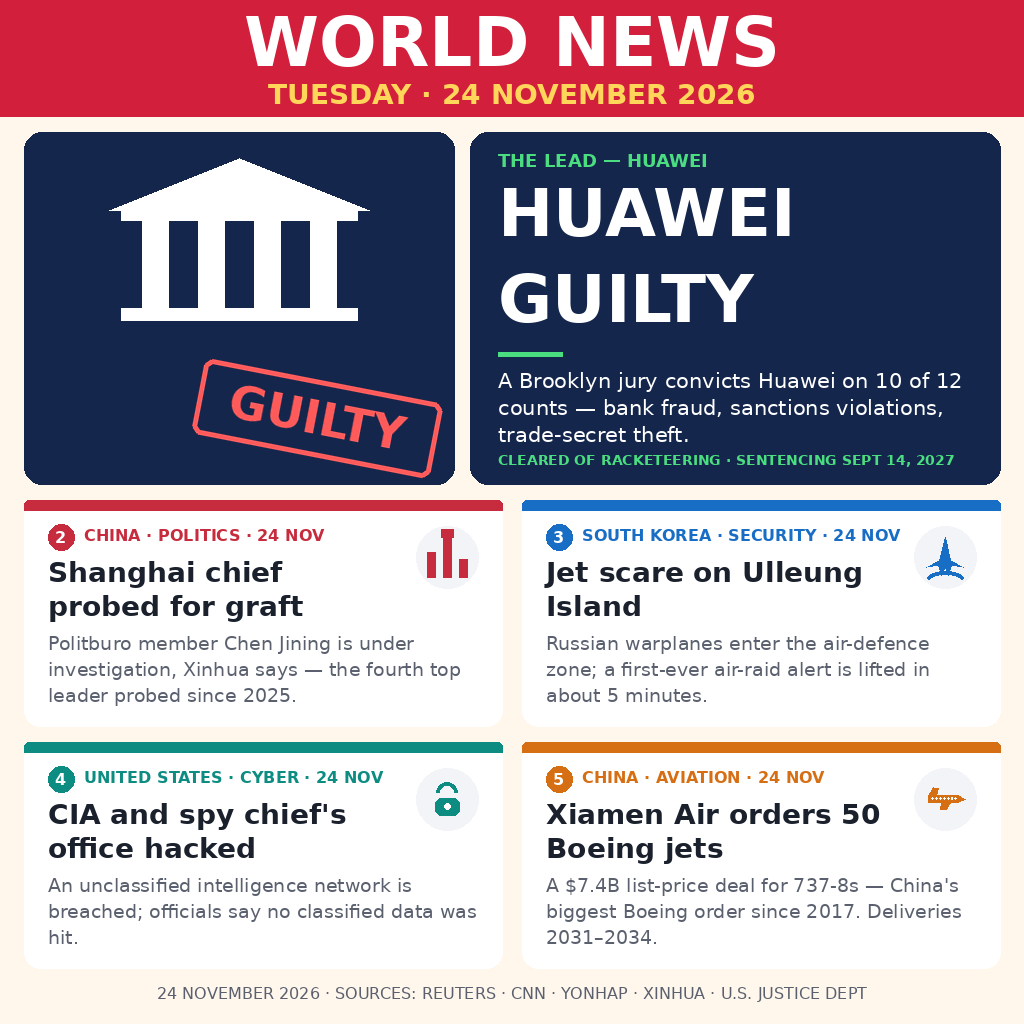 WORLD NEWS
TUESDAY · 24 NOVEMBER 2026
GUILTY
THE LEAD — HUAWEI
HUAWEI
GUILTY
A Brooklyn jury convicts Huawei on 10 of 12
counts — bank fraud, sanctions violations,
trade-secret theft.
CLEARED OF RACKETEERING · SENTENCING SEPT 14, 2027
2 CHINA · POLITICS · 24 NOV
Shanghai chief
probed for graft
Politburo member Chen Jining is under
investigation, Xinhua says — the fourth top
leader probed since 2025.
3 SOUTH KOREA · SECURITY · 24 NOV
Jet scare on Ulleung
Island
Russian warplanes enter the air-defence
zone; a first-ever air-raid alert is lifted in
about 5 minutes.
4 UNITED STATES · CYBER · 24 NOV
CIA and spy chief's
office hacked
An unclassified intelligence network is
breached; officials say no classified data was
hit.
5 CHINA · AVIATION · 24 NOV
Xiamen Air orders 50
Boeing jets
A $7.4B list-price deal for 737-8s — China's
biggest Boeing order since 2017. Deliveries
2031–2034.
24 NOVEMBER 2026 · SOURCES: REUTERS · CNN · YONHAP · XINHUA · U.S. JUSTICE DEPT